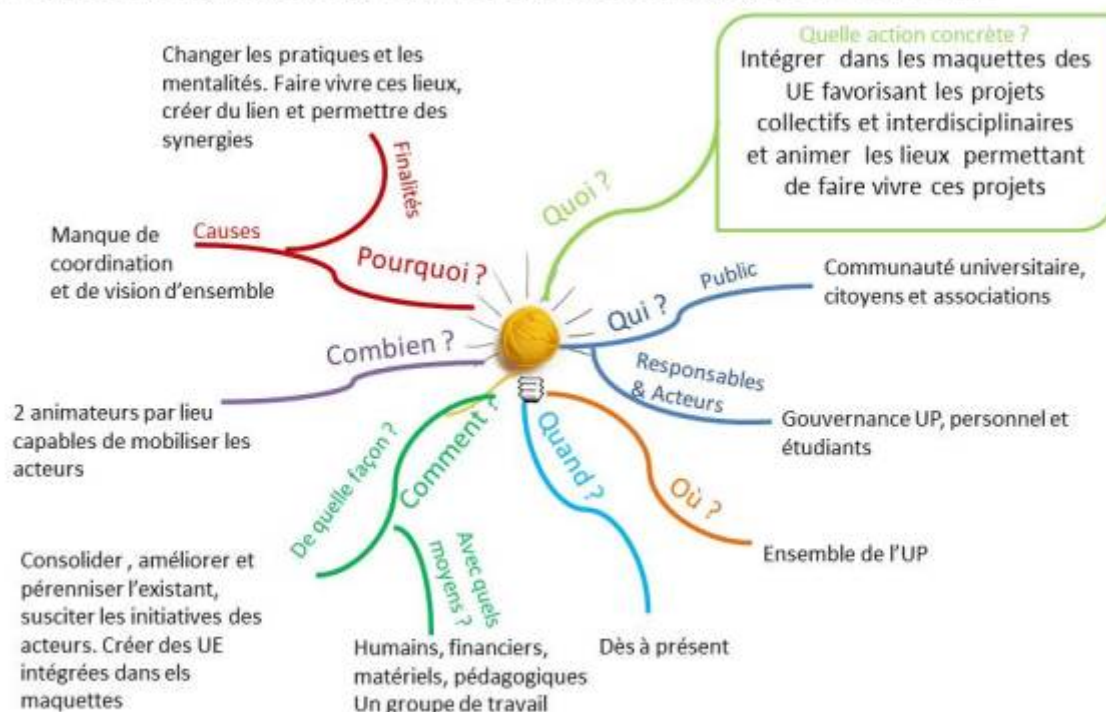 Quelle action concrète ?
Intégrer dans les maquettes des
UE favorisant les projets
collectifs et interdisciplinaires
et animer les lieux permettant
de faire vivre ces projets
Quoi ?
Changer les pratiques et les
mentalités. Faire vivre ces lieux,
créer du lien et permettre des
synergies
Finalités
Causes
Manque de
coordination
et de vision d'ensemble
Pourquoi ?
Public
Communauté universitaire,
citoyens et associations
Qui ?
Responsables
& Acteurs
Gouvernance UP, personnel et
étudiants
Combien ?
2 animateurs par lieu
capables de mobiliser les
acteurs
Comment ?
De quelle façon ?
Consolider , améliorer et
pérenniser l'existant,
susciter les initiatives des
acteurs. Créer des UE
intégrées dans els
maquettes
Avec quels
moyens ?
Humains, financiers,
matériels, pédagogiques
Un groupe de travail
Quand ?
Dès à présent
Où ?
Ensemble de l'UP